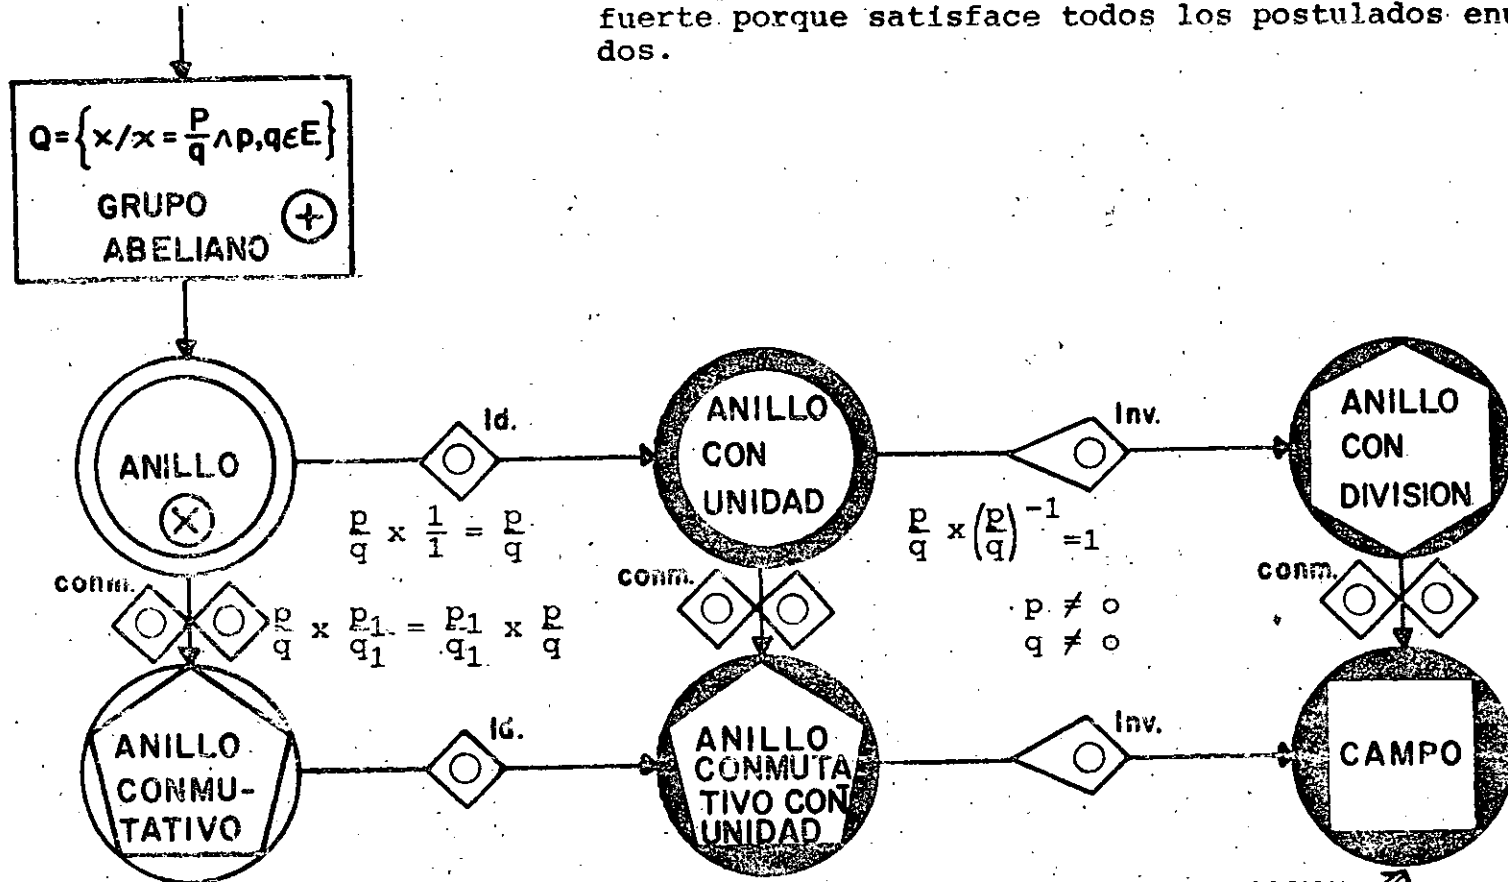 fuerte porque satisface todos los postulados
dos.
Q={x/x = p/q ∧ p,q ∈ E}
GRUPO
ABELIANO
+
ANILLO
×
Id.
p/q x 1/1 = p/q
ANILLO
CON
UNIDAD
Inv.
p/q x (p/q)^-1 =1
p ≠ o
q ≠ o
ANILLO
CON
DIVISION
conm.
p/q x p1/q1 = p1/q1 x p/q
conm.
conm.
ANILLO
CONMU-
TATIVO
Id.
ANILLO
CONMUTA
TIVO CON
UNIDAD
Inv.
CAMPO